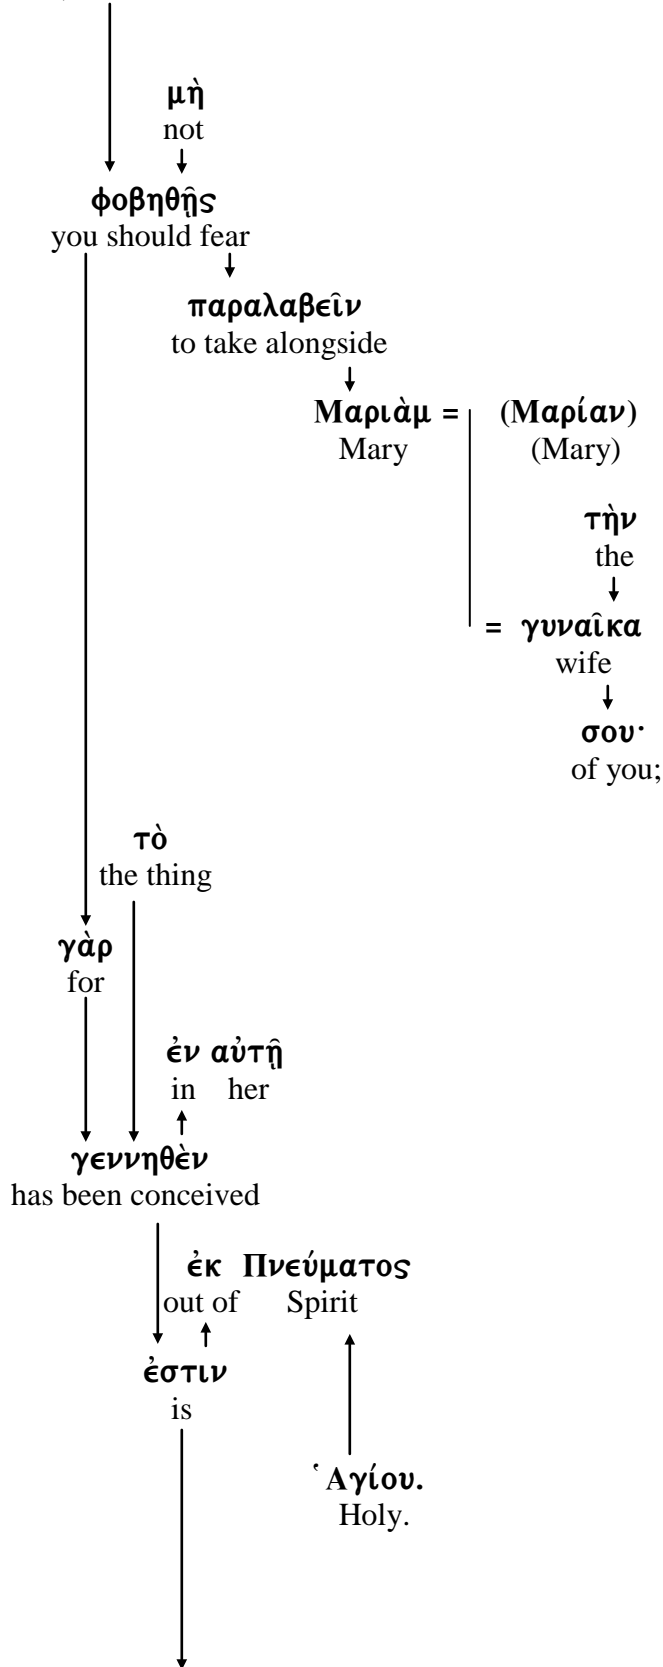 μὴ
not
φοβηθῇς
you should fear
παραλαβεῖν
to take alongside
Μαριὰμ = (Μαρίαν)
Mary (Mary)
τὴν
the
= γυναῖκα
wife
σου·
of you;
τὸ
the thing
γὰρ
for
ἐν αὐτῇ
in her
γεννηθὲν
has been conceived
ἐκ Πνεύματος
out of Spirit
ἐστιν
is
Ἁγίου.
Holy.